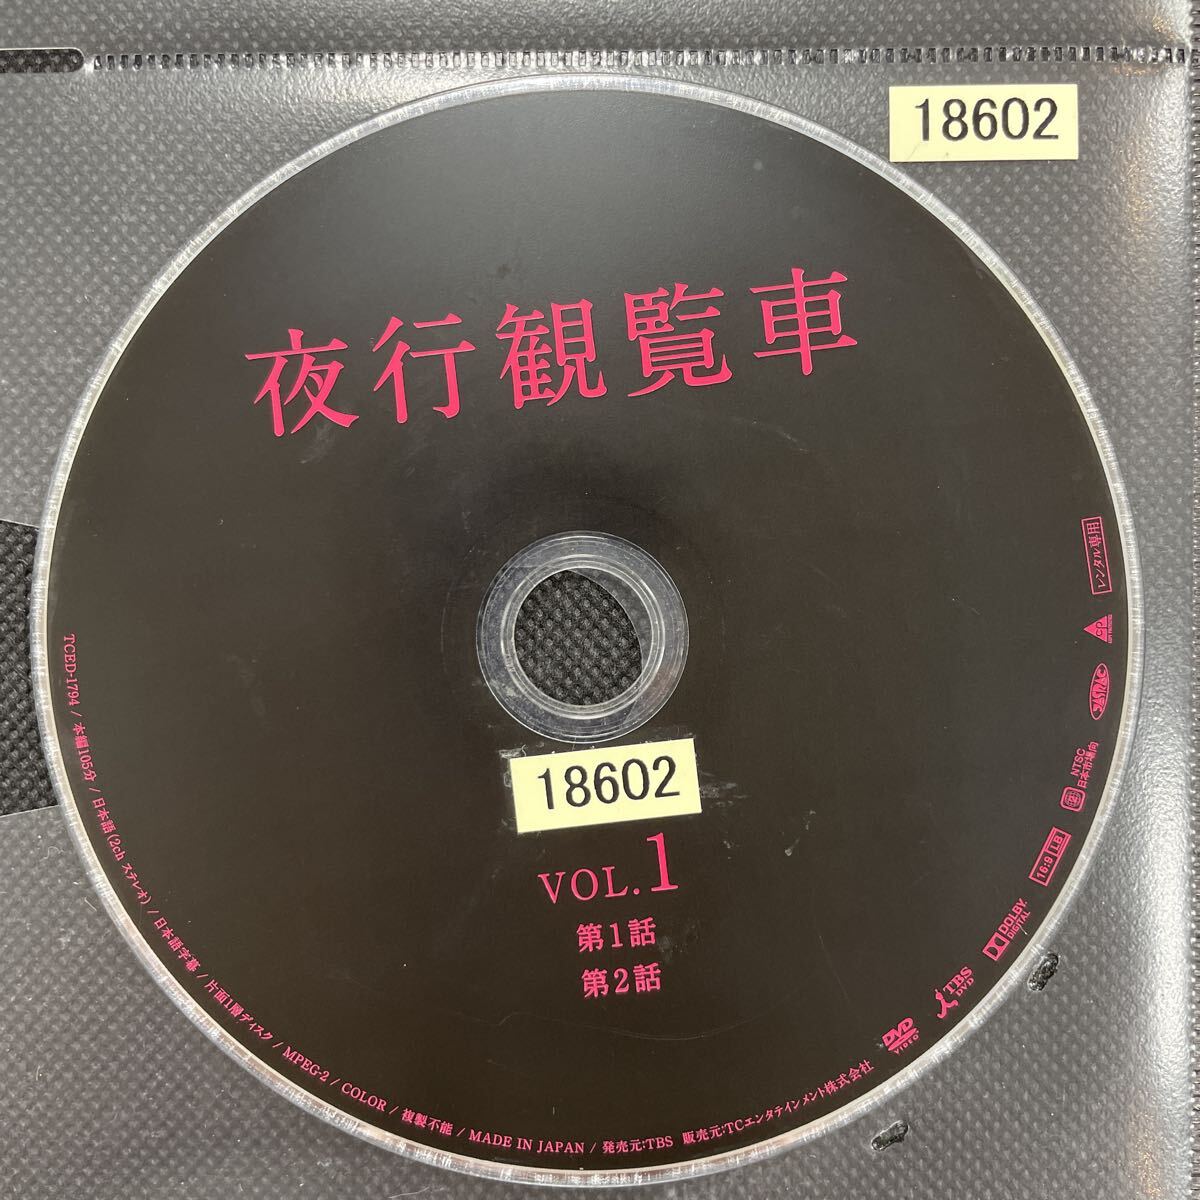 18602
夜行観覧車
レンタル専用
CP
JASRAC
NTSC
日本市場向
2
16:9 LB
DOLBY
DIGITAL
TBS
DVD
DVD
VIDEO
18602
VOL.1
第1話
第2話
TCED-1794 / 本編105分 / 日本語(2ch ステレオ) / 日本語字幕 / 片面1層ディスク / MPEG-2 / COLOR / 複製不能 / MADE IN JAPAN / 発売元:TBS 販売元:TCエンタテインメント株式会社